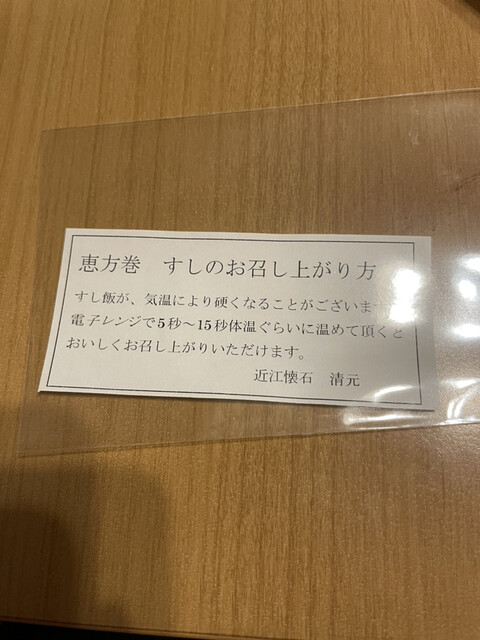 恵方巻 すしのお召し上がり方
すし飯が、気温により硬くなることがございま
電子レンジで5秒〜15秒体温ぐらいに温めて頂くと
おいしくお召し上がりいただけます。
近江懐石 清元